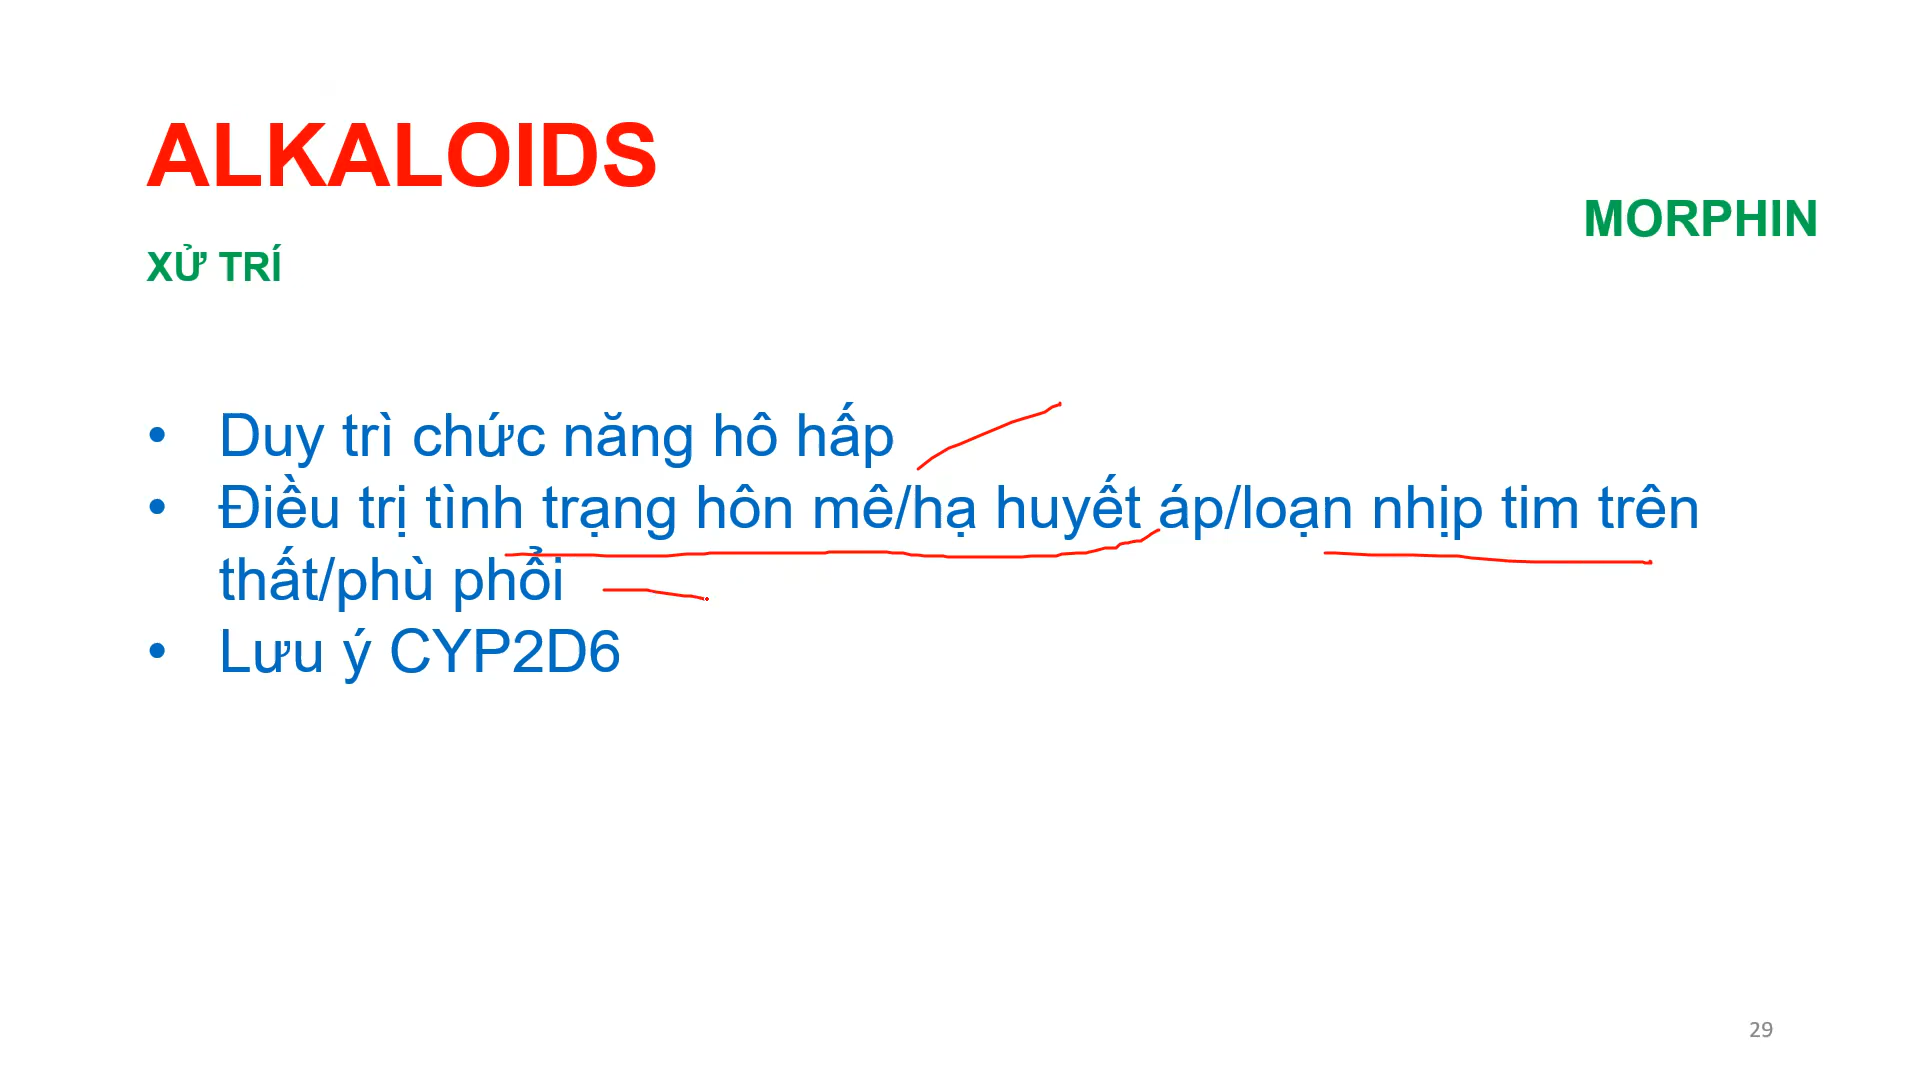 ALKALOIDS
MORPHIN
XỬ TRÍ
• Duy trì chức năng hô hấp
• Điều trị tình trạng hôn mê/hạ huyết áp/loạn nhịp tim trên
thất/phù phổi
• Lưu ý CYP2D6
29